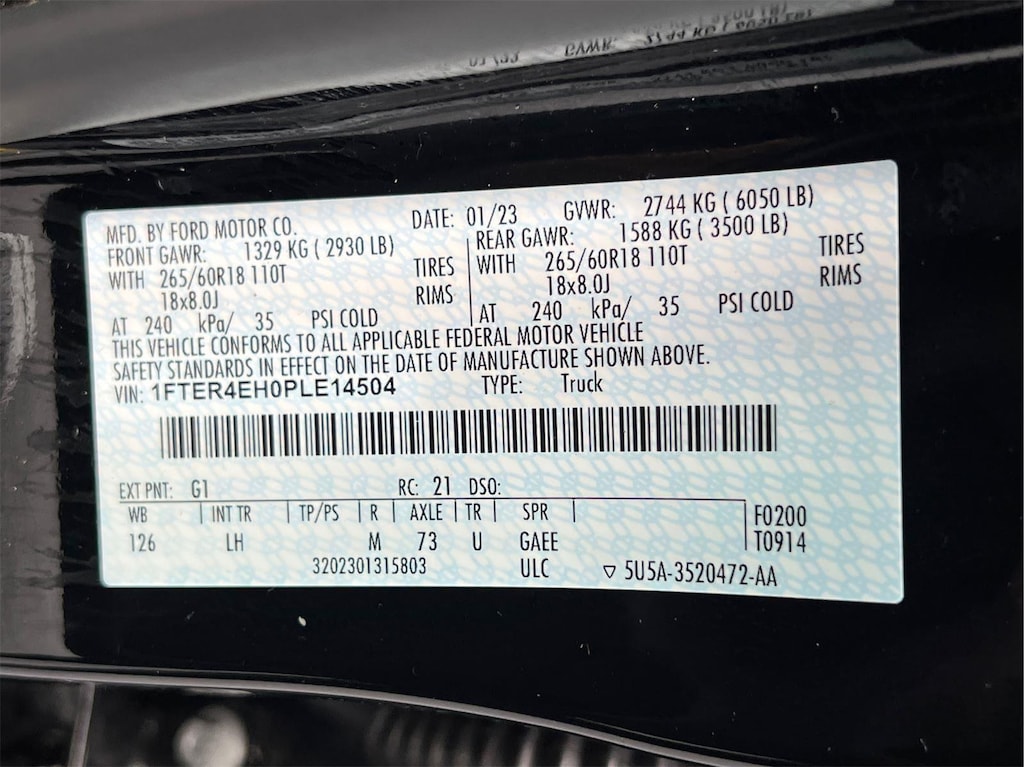 MFD. BY FORD MOTOR CO. DATE: 01/23 GVWR: 2744 KG ( 6050 LB)
FRONT GAWR: 1329 KG ( 2930 LB) REAR GAWR: 1588 KG ( 3500 LB)
WITH 265/60R18 110T TIRES WITH 265/60R18 110T TIRES
18x8.0J RIMS 18x8.0J RIMS
AT 240 kPa/ 35 PSI COLD AT 240 kPa/ 35 PSI COLD
THIS VEHICLE CONFORMS TO ALL APPLICABLE FEDERAL MOTOR VEHICLE
SAFETY STANDARDS IN EFFECT ON THE DATE OF MANUFACTURE SHOWN ABOVE.
VIN: 1FTER4EH0PLE14504 TYPE: Truck
EXT PNT: G1 RC: 21 DSO:
WB INT TR TP/PS R AXLE TR SPR F0200
126 LH M 73 U GAEE T0914
3202301315803 ULC ▽ 5U5A-3520472-AA